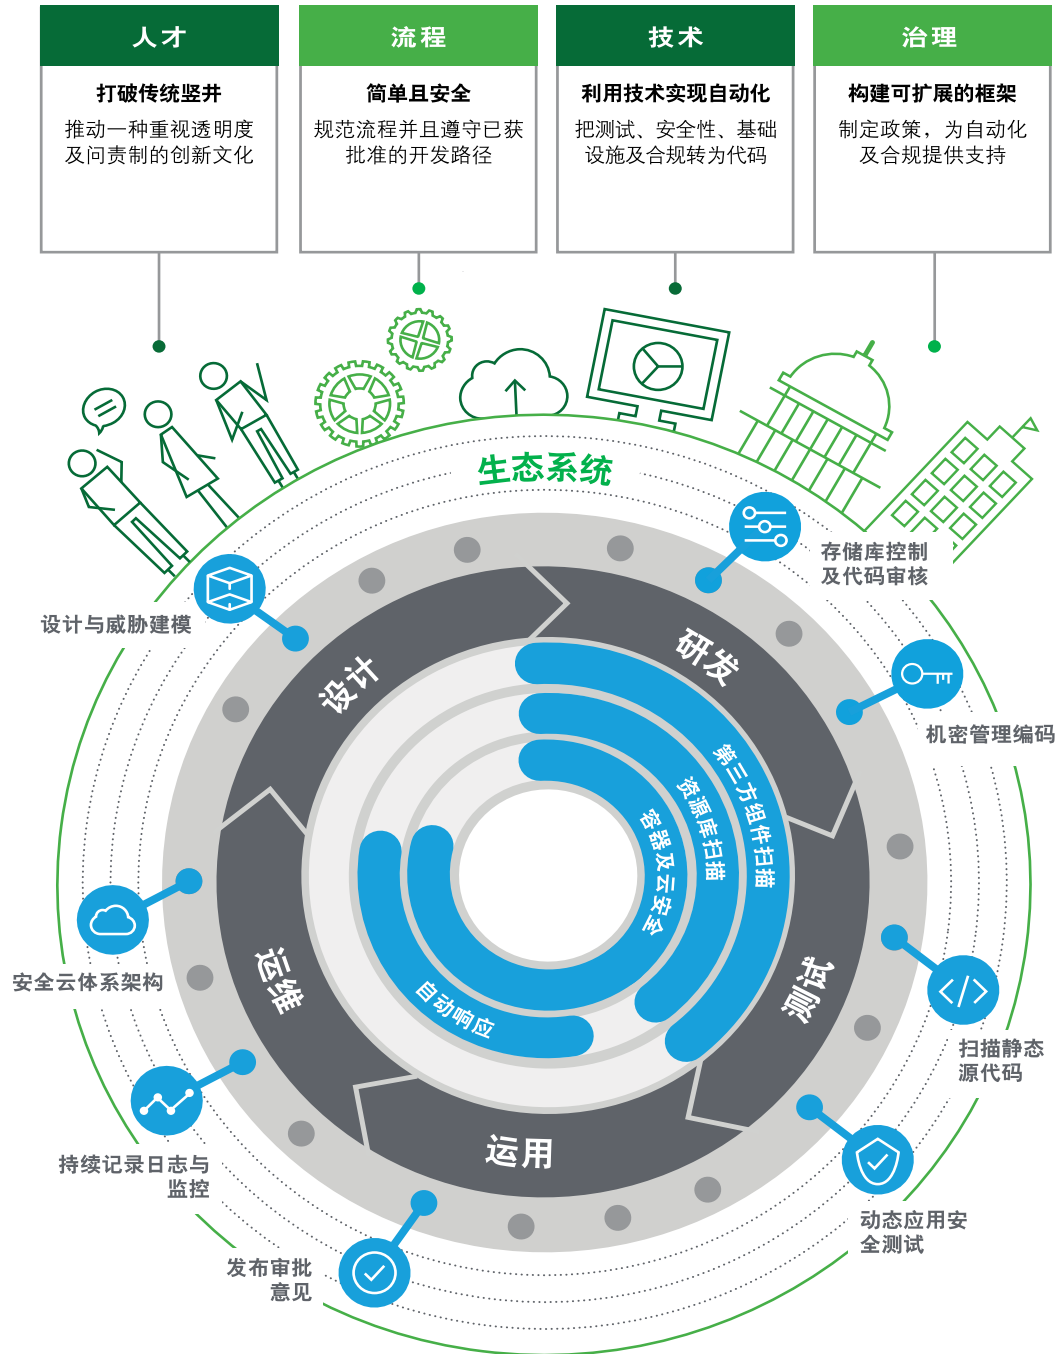 人才
打破传统竖井
推动一种重视透明度
及问责制的创新文化
流程
简单且安全
规范流程并且遵守已获
批准的开发路径
技术
利用技术实现自动化
把测试、安全性、基础
设施及合规转为代码
治理
构建可扩展的框架
制定政策，为自动化
及合规提供支持
生态系统
存储库控制
及代码审核
设计与威胁建模
设计
研发
机密管理编码
第三方组件扫描
资源库扫描
容器及云安全
安全云体系架构
运维
自动响应
测试
扫描静态
源代码
持续记录日志与
监控
运用
动态应用安
全测试
发布审批
意见